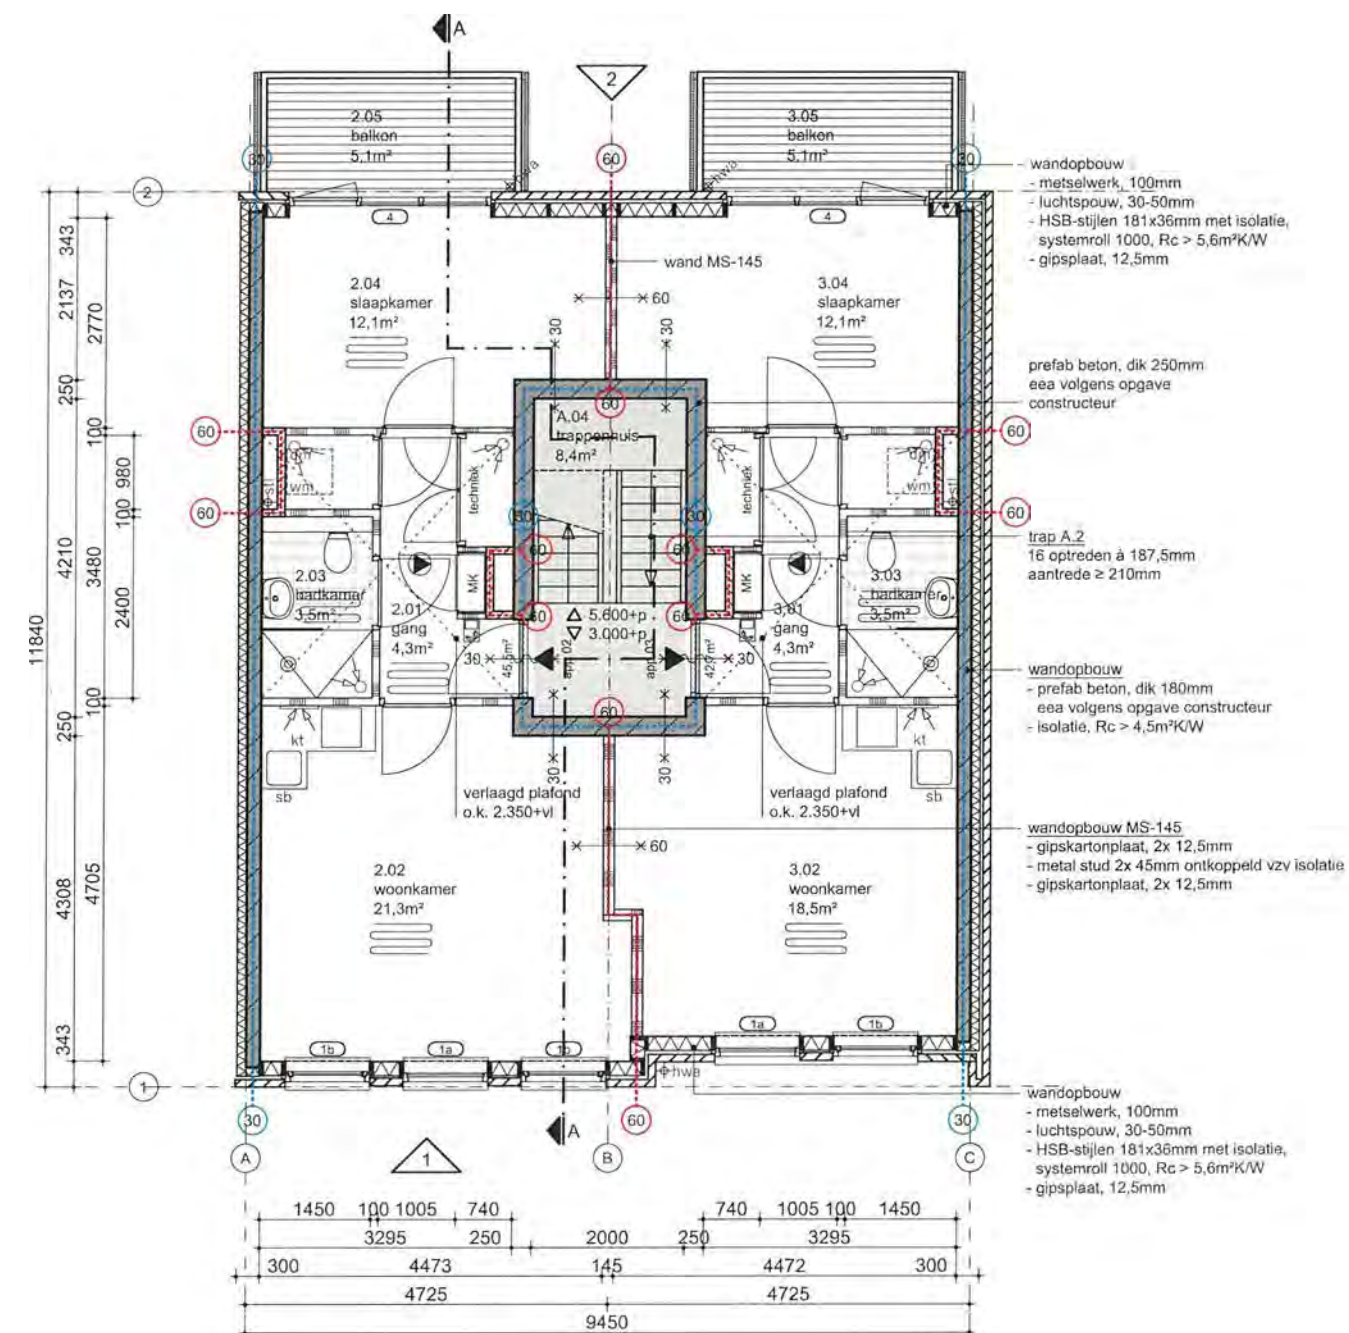 A
2
2.05
balkon
5,1m²
3.05
balkon
5,1m²
30
60
30
hwa
hwa
2
4
4
wandopbouw
- metselwerk, 100mm
- luchtspouw, 30-50mm
- HSB-stijlen 181x36mm met isolatie,
systemroll 1000, Rc > 5,6m²K/W
- gipsplaat, 12,5mm
wand MS-145
2.04
slaapkamer
12,1m²
3.04
slaapkamer
12,1m²
60
30
30
prefab beton, dik 250mm
eea volgens opgave
constructeur
60
A.04
trappenhuis
8,4m²
60
60
wm
wm
techniek
techniek
60
60
30
30
trap A.2
16 optreden à 187,5mm
aantrede ≥ 210mm
60
60
MK
MK
2.03
badkamer
3,5m²
3.03
badkamer
3,5m²
2.01
gang
4,3m²
3.01
gang
4,3m²
60
60
5.600+p
3.000+p
30
app.02
app.03
30
wandopbouw
- prefab beton, dik 180mm
eea volgens opgave constructeur
- isolatie, Rc > 4,5m²K/W
60
kt
kt
sb
sb
30
30
verlaagd plafond
o.k. 2.350+vl
verlaagd plafond
o.k. 2.350+vl
60
wandopbouw MS-145
- gipskartonplaat, 2x 12,5mm
- metal stud 2x 45mm ontkoppeld vzv isolatie
- gipskartonplaat, 2x 12,5mm
2.02
woonkamer
21,3m²
3.02
woonkamer
18,5m²
1b
1a
1b
1a
1b
hwa
1
30
60
30
A
A
B
C
1
wandopbouw
- metselwerk, 100mm
- luchtspouw, 30-50mm
- HSB-stijlen 181x36mm met isolatie,
systemroll 1000, Rc > 5,6m²K/W
- gipsplaat, 12,5mm
11840
343
2137
250
4210
250
4308
343
2770
100
3480
100
4705
980
100
2400
1450
100
1005
740
740
1005
100
1450
3295
250
2000
250
3295
300
4473
145
4472
300
4725
4725
9450